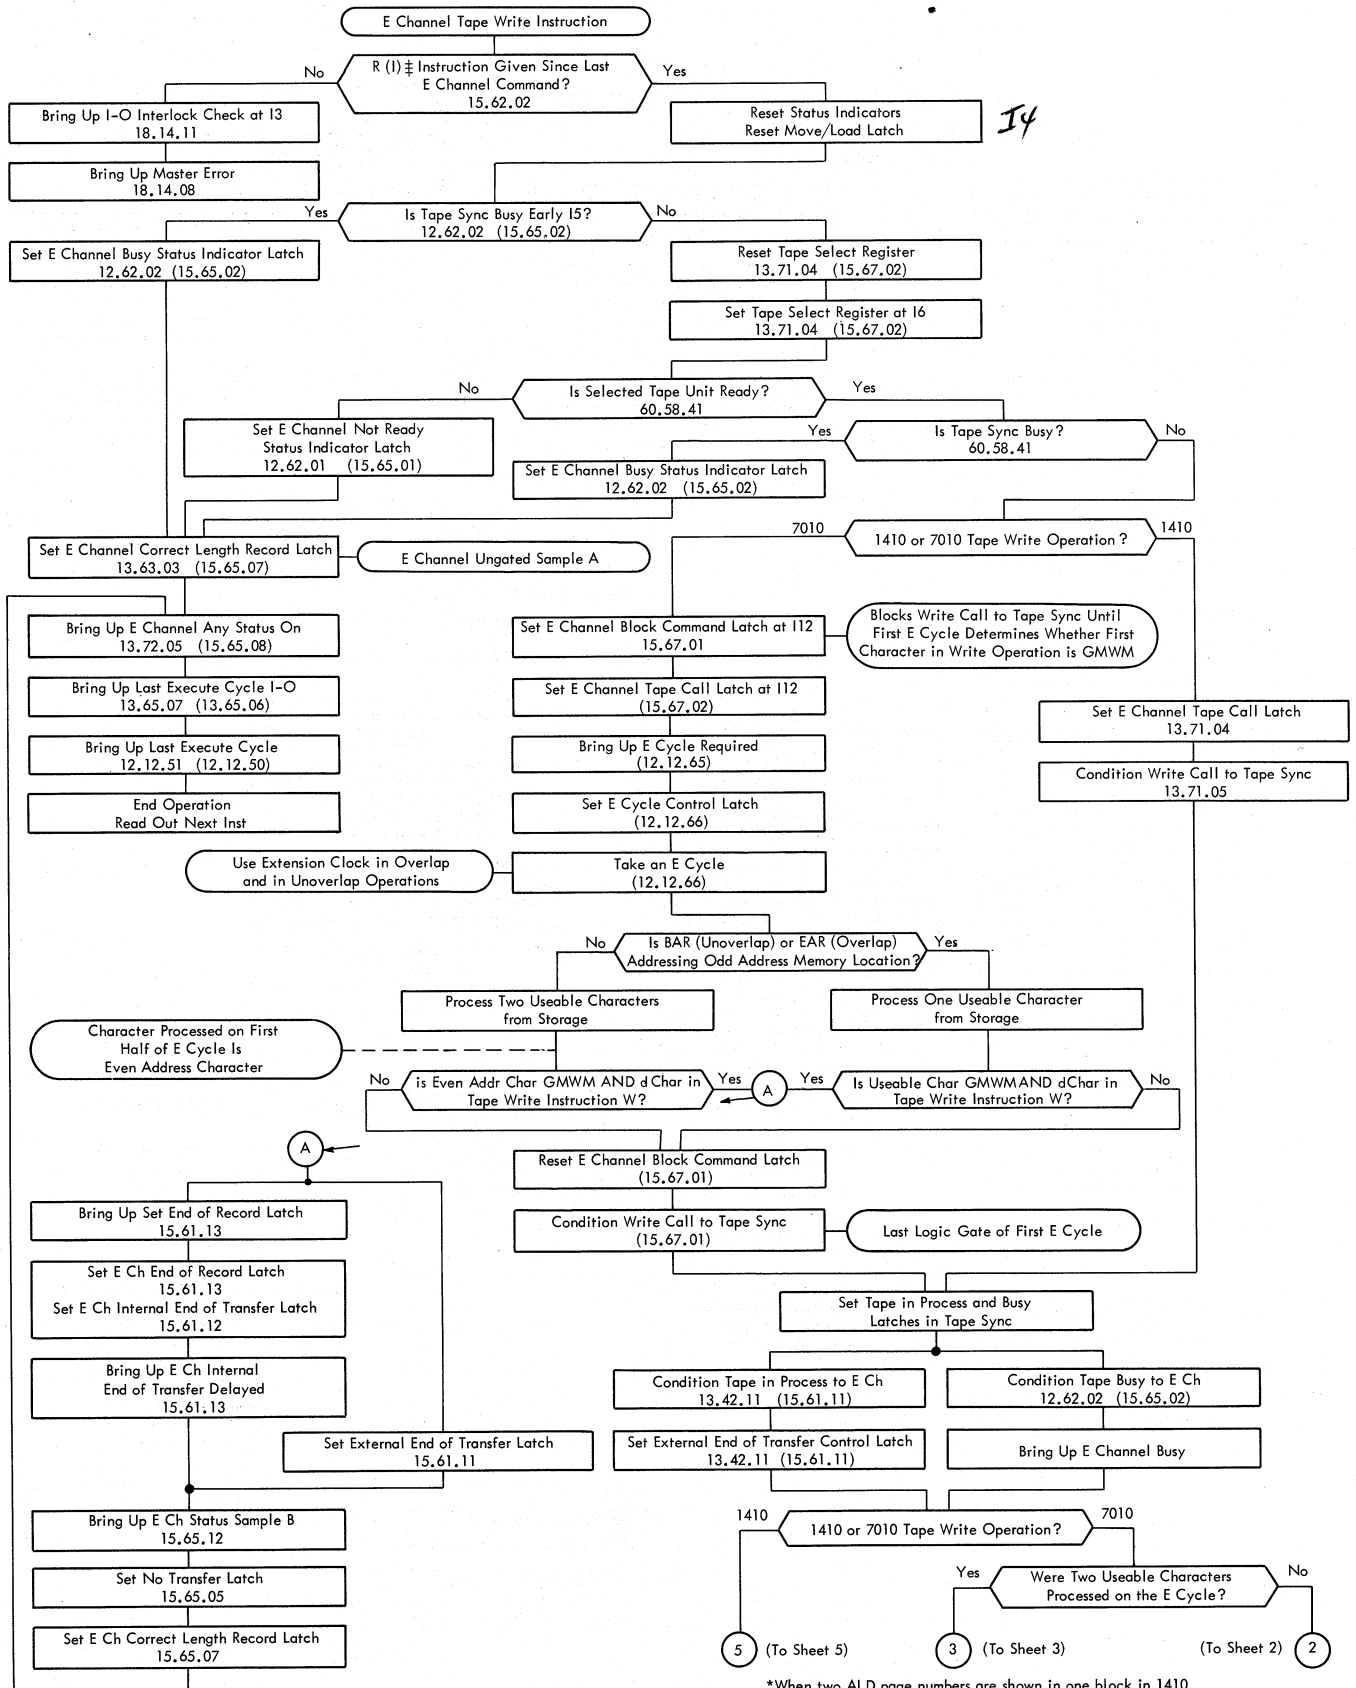 E Channel Tape Write Instruction
R (I) ‡ Instruction Given Since Last
E Channel Command?
15.62.02
No
Yes
Bring Up I-O Interlock Check at I3
18.14.11
Reset Status Indicators
Reset Move/Load Latch
I4
Bring Up Master Error
18.14.08
Is Tape Sync Busy Early I5?
12.62.02 (15.65.02)
Yes
No
Set E Channel Busy Status Indicator Latch
12.62.02 (15.65.02)
Reset Tape Select Register
13.71.04 (15.67.02)
Set Tape Select Register at I6
13.71.04 (15.67.02)
Is Selected Tape Unit Ready?
60.58.41
No
Yes
Set E Channel Not Ready
Status Indicator Latch
12.62.01 (15.65.01)
Is Tape Sync Busy?
60.58.41
Yes
No
Set E Channel Busy Status Indicator Latch
12.62.02 (15.65.02)
1410 or 7010 Tape Write Operation ?
7010
1410
Set E Channel Correct Length Record Latch
13.63.03 (15.65.07)
E Channel Ungated Sample A
Bring Up E Channel Any Status On
13.72.05 (15.65.08)
Set E Channel Block Command Latch at I12
15.67.01
Blocks Write Call to Tape Sync Until
First E Cycle Determines Whether First
Character in Write Operation is GMWM
Bring Up Last Execute Cycle I-O
13.65.07 (13.65.06)
Set E Channel Tape Call Latch at I12
(15.67.02)
Set E Channel Tape Call Latch
13.71.04
Bring Up Last Execute Cycle
12.12.51 (12.12.50)
Bring Up E Cycle Required
(12.12.65)
Condition Write Call to Tape Sync
13.71.05
End Operation
Read Out Next Inst
Set E Cycle Control Latch
(12.12.66)
Use Extension Clock in Overlap
and in Unoverlap Operations
Take an E Cycle
(12.12.66)
Is BAR (Unoverlap) or EAR (Overlap)
Addressing Odd Address Memory Location?
No
Yes
Process Two Useable Characters
from Storage
Process One Useable Character
from Storage
Character Processed on First
Half of E Cycle Is
Even Address Character
No
is Even Addr Char GMWM AND d Char in
Tape Write Instruction W?
Yes
A
Yes
Is Useable Char GMWM AND dChar in
Tape Write Instruction W?
No
A
Reset E Channel Block Command Latch
(15.67.01)
Bring Up Set End of Record Latch
15.61.13
Condition Write Call to Tape Sync
(15.67.01)
Last Logic Gate of First E Cycle
Set E Ch End of Record Latch
15.61.13
Set E Ch Internal End of Transfer Latch
15.61.12
Set Tape in Process and Busy
Latches in Tape Sync
Bring Up E Ch Internal
End of Transfer Delayed
15.61.13
Condition Tape in Process to E Ch
13.42.11 (15.61.11)
Condition Tape Busy to E Ch
12.62.02 (15.65.02)
Set External End of Transfer Latch
15.61.11
Set External End of Transfer Control Latch
13.42.11 (15.61.11)
Bring Up E Channel Busy
Bring Up E Ch Status Sample B
15.65.12
1410
1410 or 7010 Tape Write Operation?
7010
Set No Transfer Latch
15.65.05
Yes
Were Two Useable Characters
Processed on the E Cycle?
No
Set E Ch Correct Length Record Latch
15.65.07
5 (To Sheet 5)
3 (To Sheet 3)
(To Sheet 2) 2
*When two ALD page numbers are shown in one block in 1410